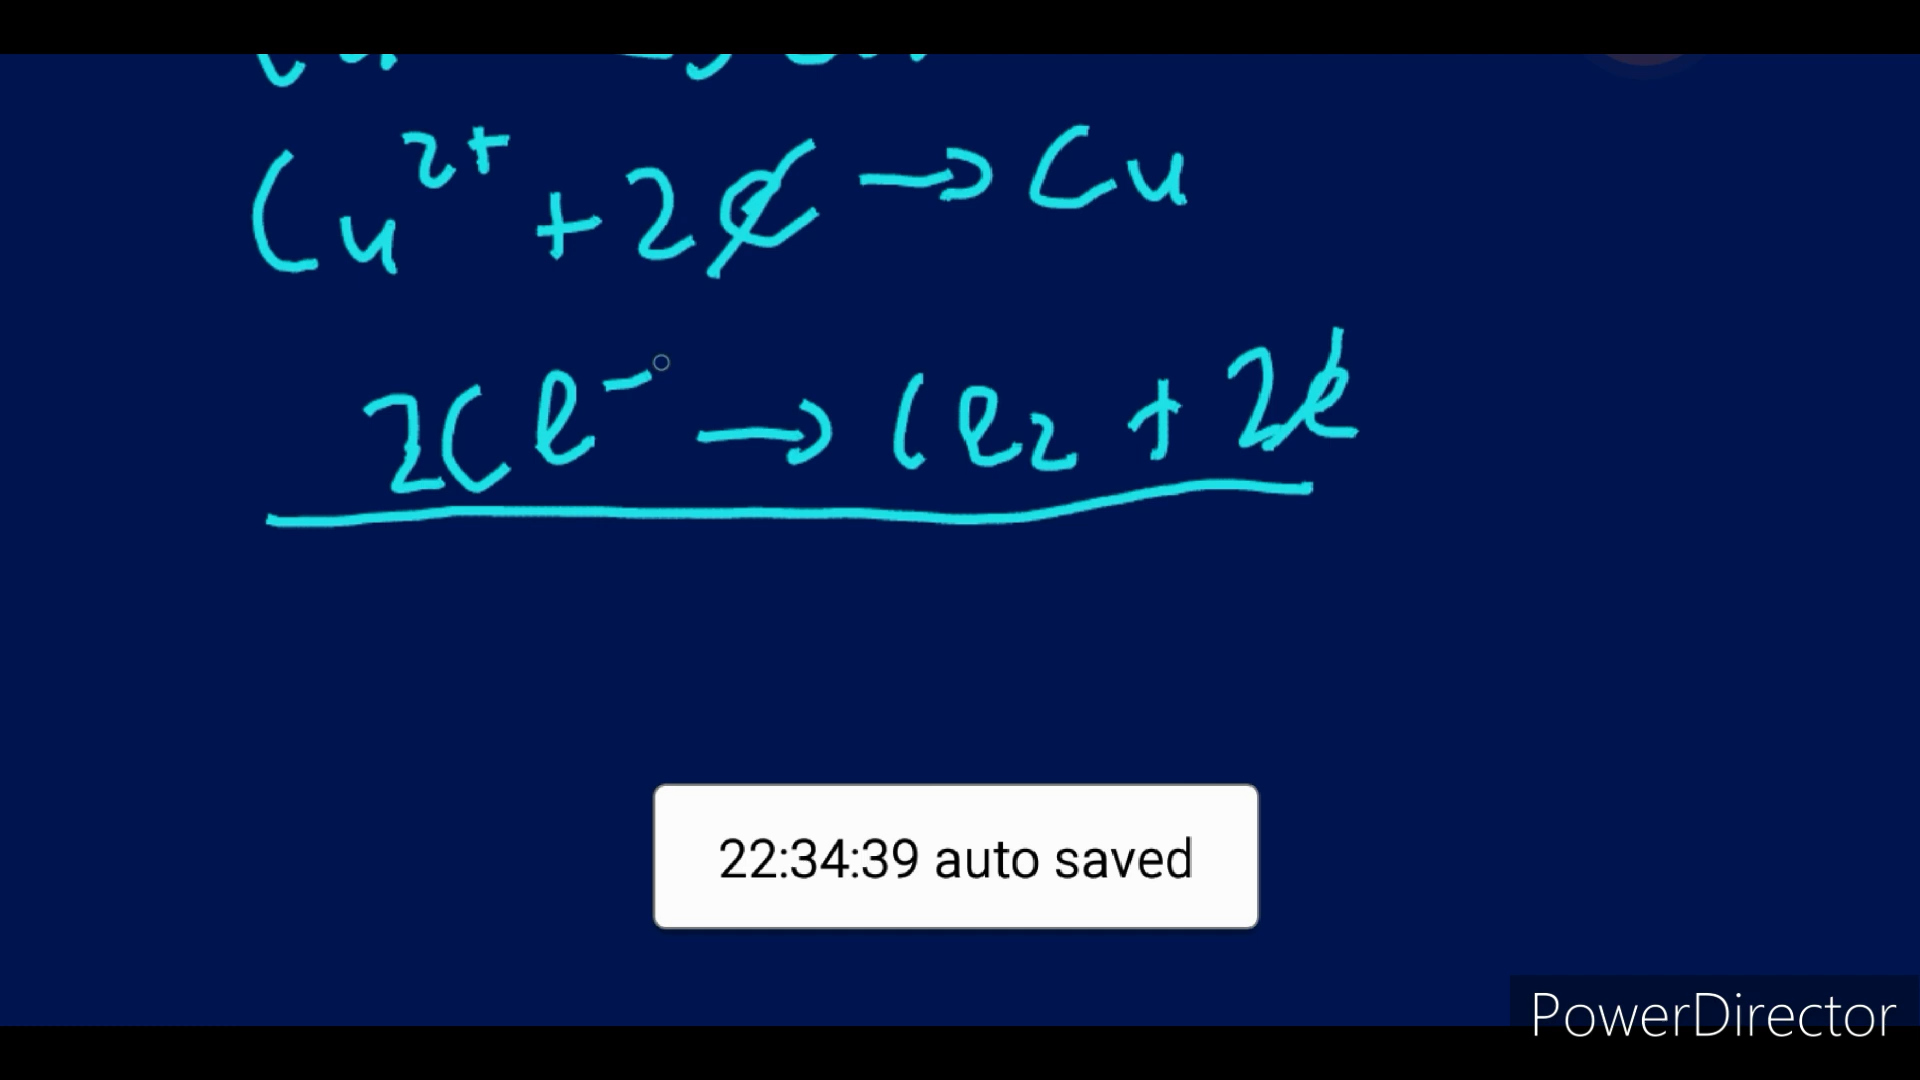 Cu²⁺ + 2e → Cu
2Cl⁻ → Cl₂ + 2e
22:34:39 auto saved
PowerDirector